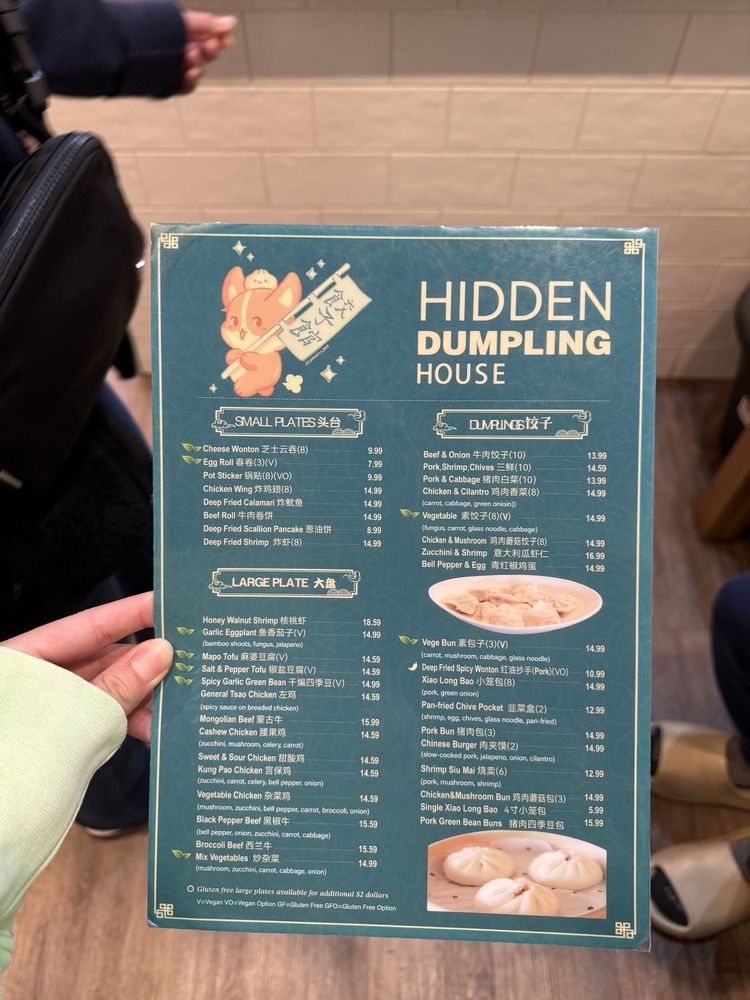 饺子馆
HIDDEN
DUMPLING
HOUSE
SMALL PLATES 头台
Cheese Wonton 芝士云吞(8) 9.99
Egg Roll 春卷(3)(V) 7.99
Pot Sticker 锅贴(8)(VO) 9.99
Chicken Wing 炸鸡翅(8) 14.99
Deep Fried Calamari 炸鱿鱼 14.99
Beef Roll 牛肉卷饼 14.99
Deep Fried Scallion Pancake 葱油饼 8.99
Deep Fried Shrimp 炸虾(8) 14.99
LARGE PLATE 大盘
Honey Walnut Shrimp 核桃虾 18.59
Garlic Eggplant 鱼香茄子(V) 14.99
(bamboo shoots, fungus, jalapeno)
Mapo Tofu 麻婆豆腐(V) 14.59
Salt & Pepper Tofu 椒盐豆腐(V) 14.59
Spicy Garlic Green Bean 干煸四季豆(V) 14.99
General Tsao Chicken 左鸡 14.59
(spicy sauce on breaded chicken)
Mongolian Beef 蒙古牛 15.99
Cashew Chicken 腰果鸡 14.59
(zucchini, mushroom, celery, carrot)
Sweet & Sour Chicken 甜酸鸡 14.59
Kung Pao Chicken 宫保鸡 14.59
(zucchini, carrot, celery, bell pepper, onion)
Vegetable Chicken 杂菜鸡 14.59
(mushroom, zucchini, bell pepper, carrot, broccoli, onion)
Black Pepper Beef 黑椒牛 15.59
(bell pepper, onion, zucchini, carrot, cabbage)
Broccoli Beef 西兰牛 15.59
Mix Vegetables 炒杂菜 14.99
(mushroom, zucchini, carrot, cabbage, onion)
Gluten free large plates available for additional $2 dollars
V=Vegan VO=Vegan Option GF=Gluten Free GFO=Gluten Free Option
DUMPLINGS 饺子
Beef & Onion 牛肉饺子(10) 13.99
Pork,Shrimp,Chives 三鲜(10) 14.59
Pork & Cabbage 猪肉白菜(10) 13.99
Chicken & Cilantro 鸡肉香菜(8) 14.99
(carrot, cabbage, green onioin))
Vegetable 素饺子(8)(V) 14.99
(fungus, carrot, glass noodle, cabbage)
Chicken & Mushroom 鸡肉蘑菇饺子(8) 14.99
Zucchini & Shrimp 意大利瓜虾仁 16.99
Bell Pepper & Egg 青红椒鸡蛋 14.99
Vege Bun 素包子(3)(V) 14.99
(carrot, mushroom, cabbage, glass noodle)
Deep Fried Spicy Wonton 红油抄手(Pork)(VO) 10.99
Xiao Long Bao 小笼包(8) 14.99
(pork, green onion)
Pan-fried Chive Pocket 韭菜盒(2) 12.99
(shrimp, egg, chives, glass noodle, pan-fried)
Pork Bun 猪肉包(3) 14.99
Chinese Burger 肉夹馍(2) 14.99
(slow-cooked pork, jalapeno, onion, cilantro)
Shrimp Siu Mai 烧卖(6) 12.99
(pork, mushroom, shrimp)
Chicken&Mushroom Bun 鸡肉蘑菇包(3) 14.99
Single Xiao Long Bao 4寸小笼包 5.99
Pork Green Bean Buns 猪肉四季豆包 15.99